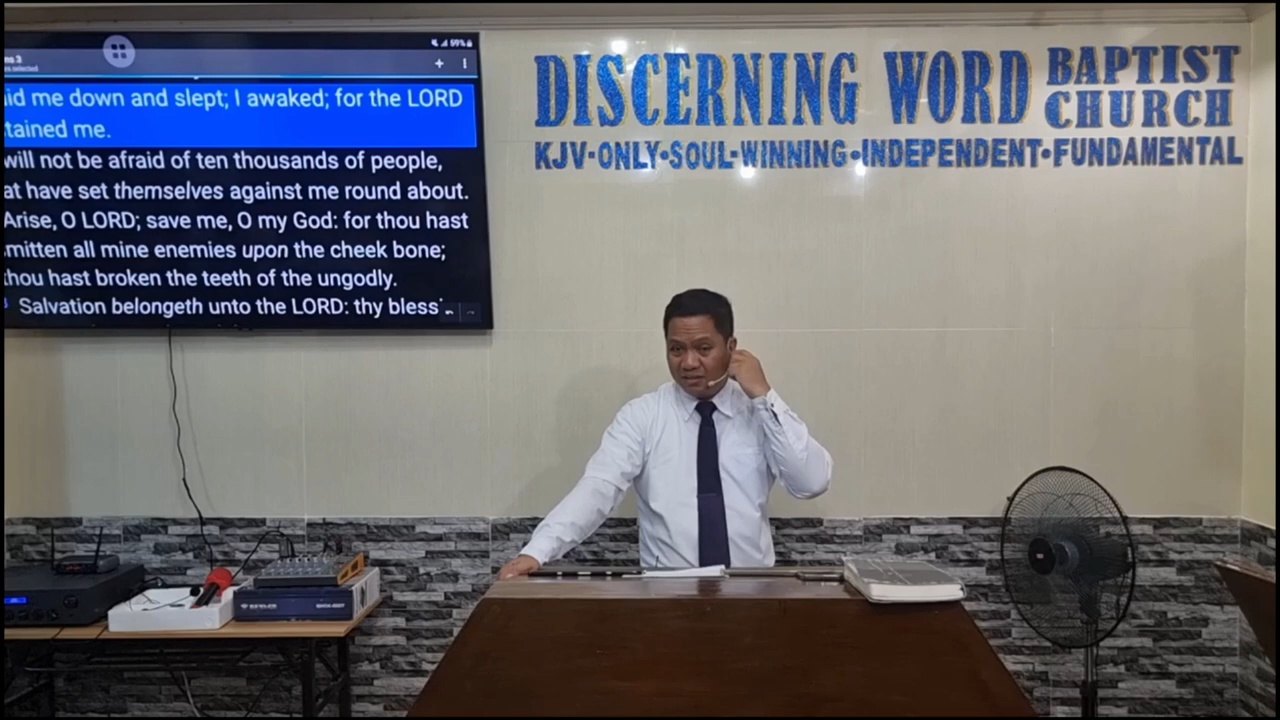 59%
aid me down and slept; I awaked; for the LORD
tained me.
will not be afraid of ten thousands of people,
at have set themselves against me round about.
Arise, O LORD; save me, O my God: for thou hast
mitten all mine enemies upon the cheek bone;
thou hast broken the teeth of the ungodly.
Salvation belongeth unto the LORD: thy bless
DISCERNING WORD BAPTIST CHURCH
KJV-ONLY•SOUL-WINNING•INDEPENDENT•FUNDAMENTAL